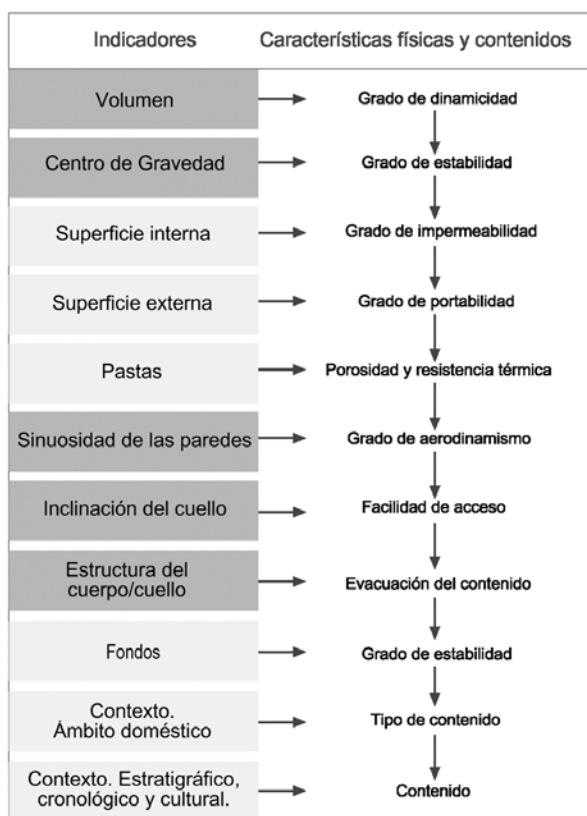 Indicadores Características físicas y contenidos
Volumen Grado de dinamicidad
Centro de Gravedad Grado de estabilidad
Superficie interna Grado de impermeabilidad
Superficie externa Grado de portabilidad
Pastas Porosidad y resistencia térmica
Sinuosidad de las paredes Grado de aerodinamismo
Inclinación del cuello Facilidad de acceso
Estructura del
cuerpo/cuello Evacuación del contenido
Fondos Grado de estabilidad
Contexto.
Ámbito doméstico Tipo de contenido
Contexto. Estratigráfico,
cronológico y cultural. Contenido